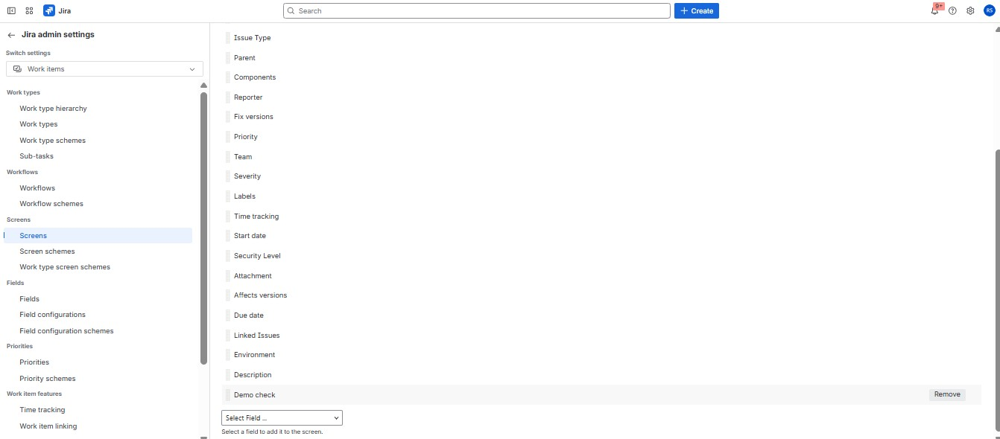 Jira
Search
Create
9+
RS
Jira admin settings
Switch settings
Work items
Work types
Work type hierarchy
Work types
Work type schemes
Sub-tasks
Workflows
Workflows
Workflow schemes
Screens
Screens
Screen schemes
Work type screen schemes
Fields
Fields
Field configurations
Field configuration schemes
Priorities
Priorities
Priority schemes
Work item features
Time tracking
Work item linking
Issue Type
Parent
Components
Reporter
Fix versions
Priority
Team
Severity
Labels
Time tracking
Start date
Security Level
Attachment
Affects versions
Due date
Linked Issues
Environment
Description
Demo check
Remove
Select Field ...
Select a field to add it to the screen.